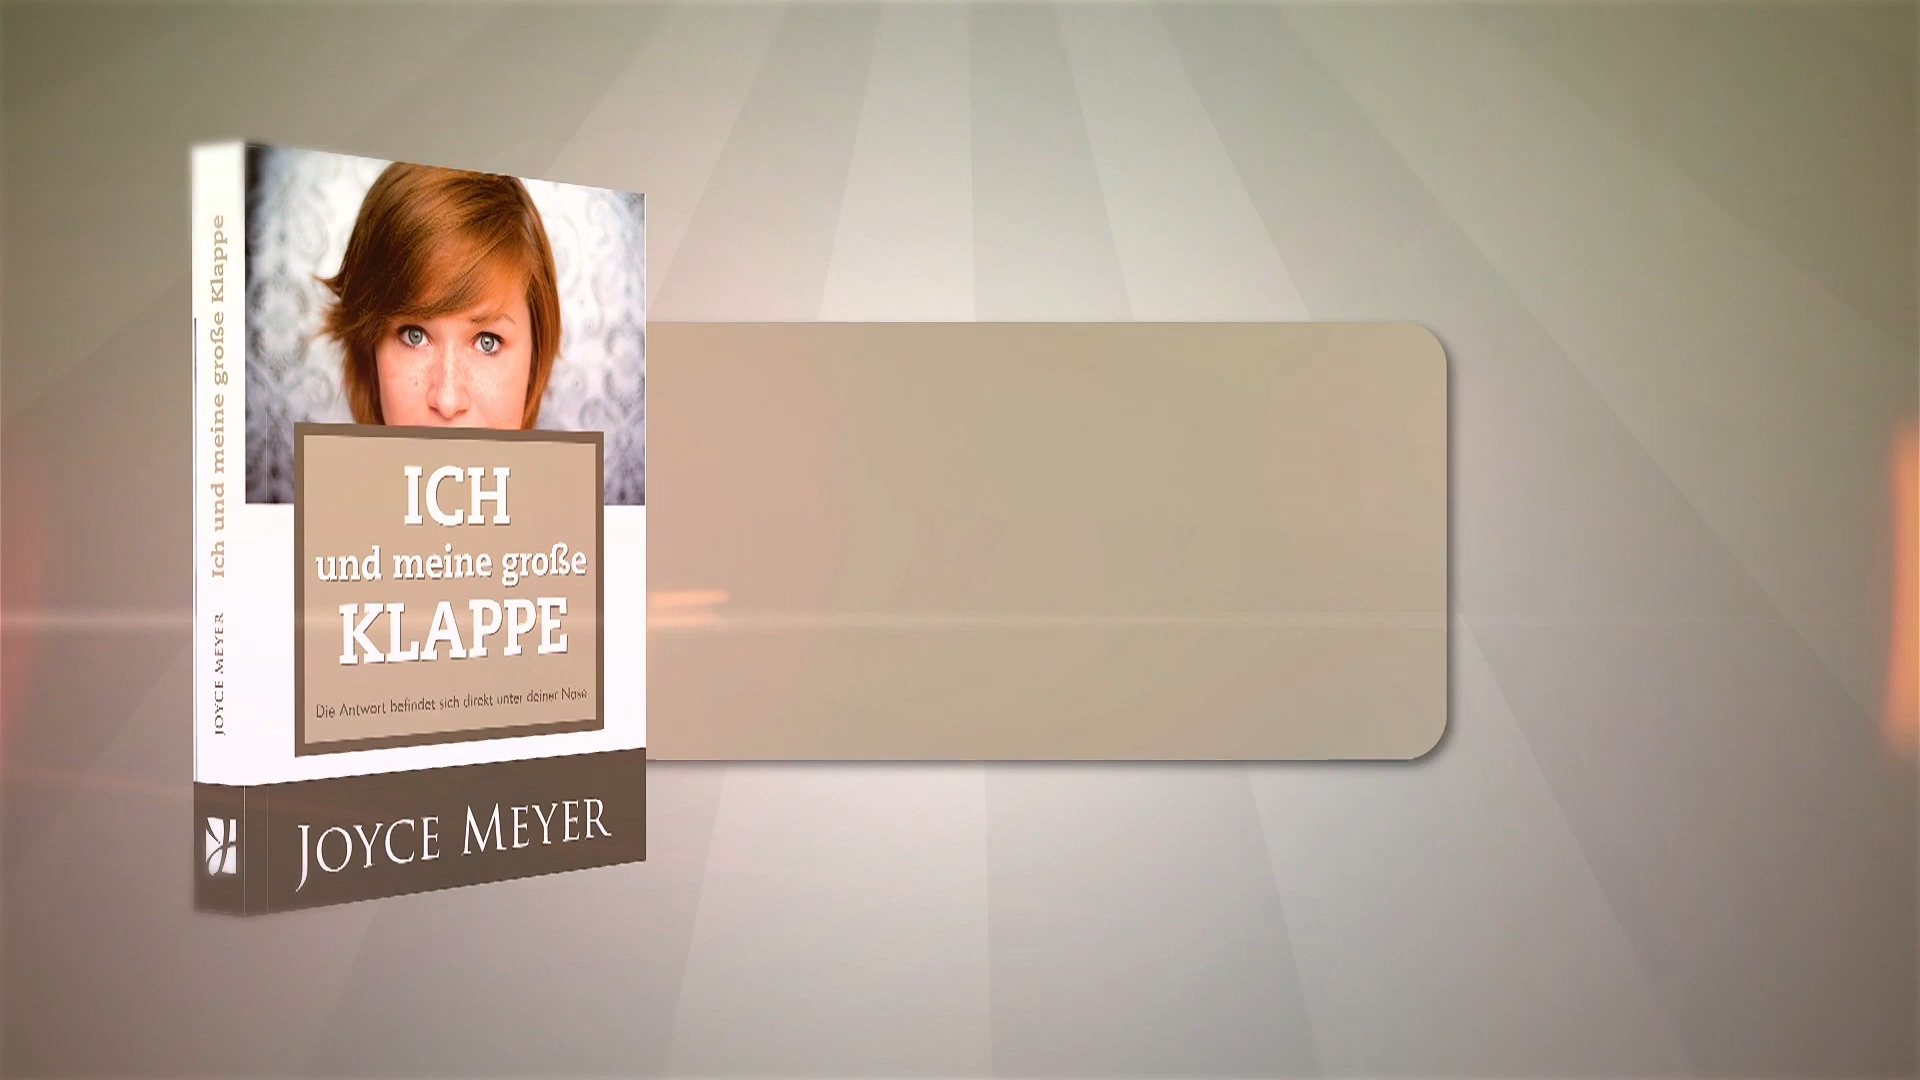 Ich und meine große Klappe
JOYCE MEYER
ICH
und meine große
KLAPPE
Die Antwort befindet sich direkt unter deiner Nase
JOYCE MEYER